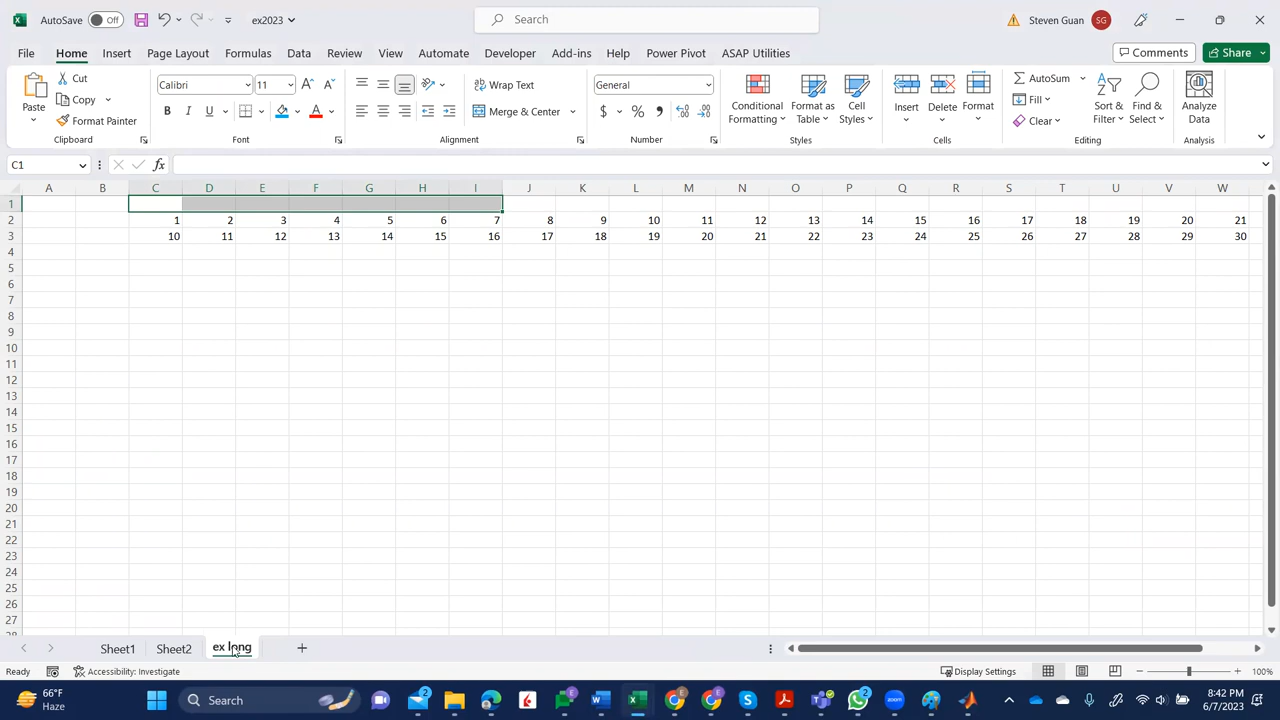 AutoSave Off ex2023 Search Steven Guan SG
File Home Insert Page Layout Formulas Data Review View Automate Developer Add-ins Help Power Pivot ASAP Utilities Comments Share
Paste Cut Copy Format Painter Clipboard
Calibri 11 A A B I U A Font
Wrap Text Merge & Center Alignment
General $ % , Number
Conditional Formatting Format as Table Cell Styles Styles
Insert Delete Format Cells
AutoSum Fill Clear Sort & Filter Find & Select Editing
Analyze Data Analysis
C1 fx
A B C D E F G H I J K L M N O P Q R S T U V W
1
2 1 2 3 4 5 6 7 8 9 10 11 12 13 14 15 16 17 18 19 20 21
3 10 11 12 13 14 15 16 17 18 19 20 21 22 23 24 25 26 27 28 29 30
4
5
6
7
8
9
10
11
12
13
14
15
16
17
18
19
20
21
22
23
24
25
26
27
28
Sheet1 Sheet2 ex long +
Ready Accessibility: Investigate Display Settings 100%
66°F Haze Search 2 2 8:42 PM 6/7/2023